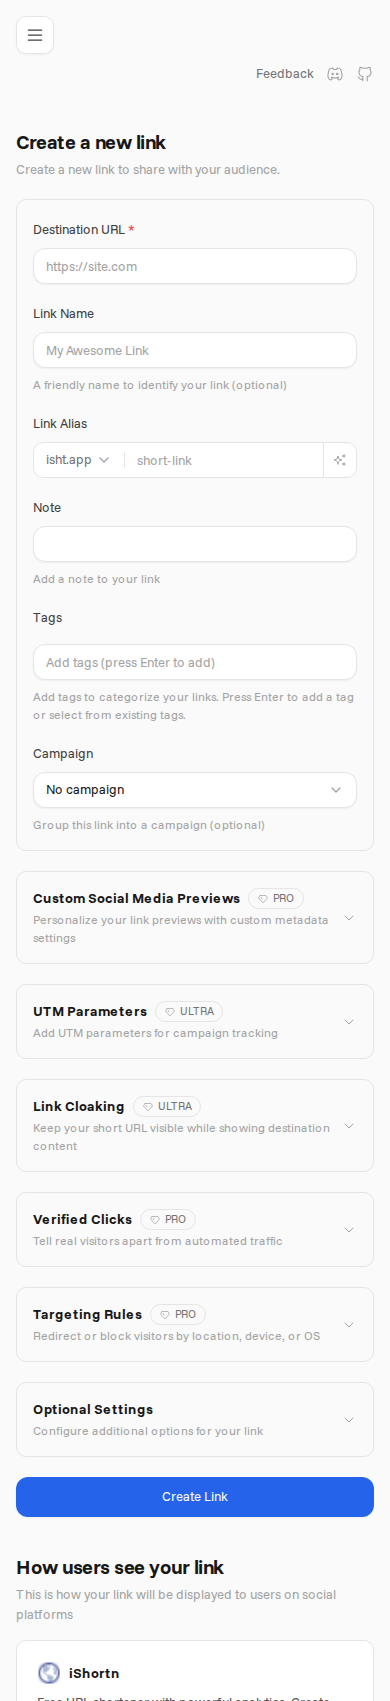 Feedback
Create a new link
Create a new link to share with your audience.
Destination URL *
https://site.com
Link Name
My Awesome Link
A friendly name to identify your link (optional)
Link Alias
isht.app
short-link
Note
Add a note to your link
Tags
Add tags (press Enter to add)
Add tags to categorize your links. Press Enter to add a tag
or select from existing tags.
Campaign
No campaign
Group this link into a campaign (optional)
Custom Social Media Previews PRO
Personalize your link previews with custom metadata
settings
UTM Parameters ULTRA
Add UTM parameters for campaign tracking
Link Cloaking ULTRA
Keep your short URL visible while showing destination
content
Verified Clicks PRO
Tell real visitors apart from automated traffic
Targeting Rules PRO
Redirect or block visitors by location, device, or OS
Optional Settings
Configure additional options for your link
Create Link
How users see your link
This is how your link will be displayed to users on social
platforms
iShortn
Free URL shortener with powerful analytics. Create